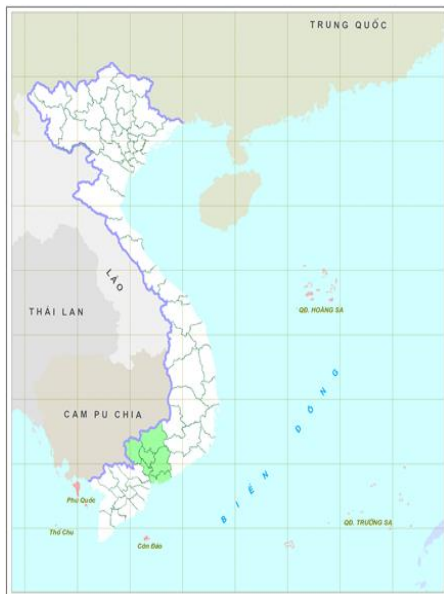 TRUNG QUỐC
LÀO
QĐ. HOÀNG SA
THÁI LAN
BIỂN ĐÔNG
CAM PU CHIA
Phú Quốc
Thổ Chu
Côn Đảo
QĐ. TRƯỜNG SA